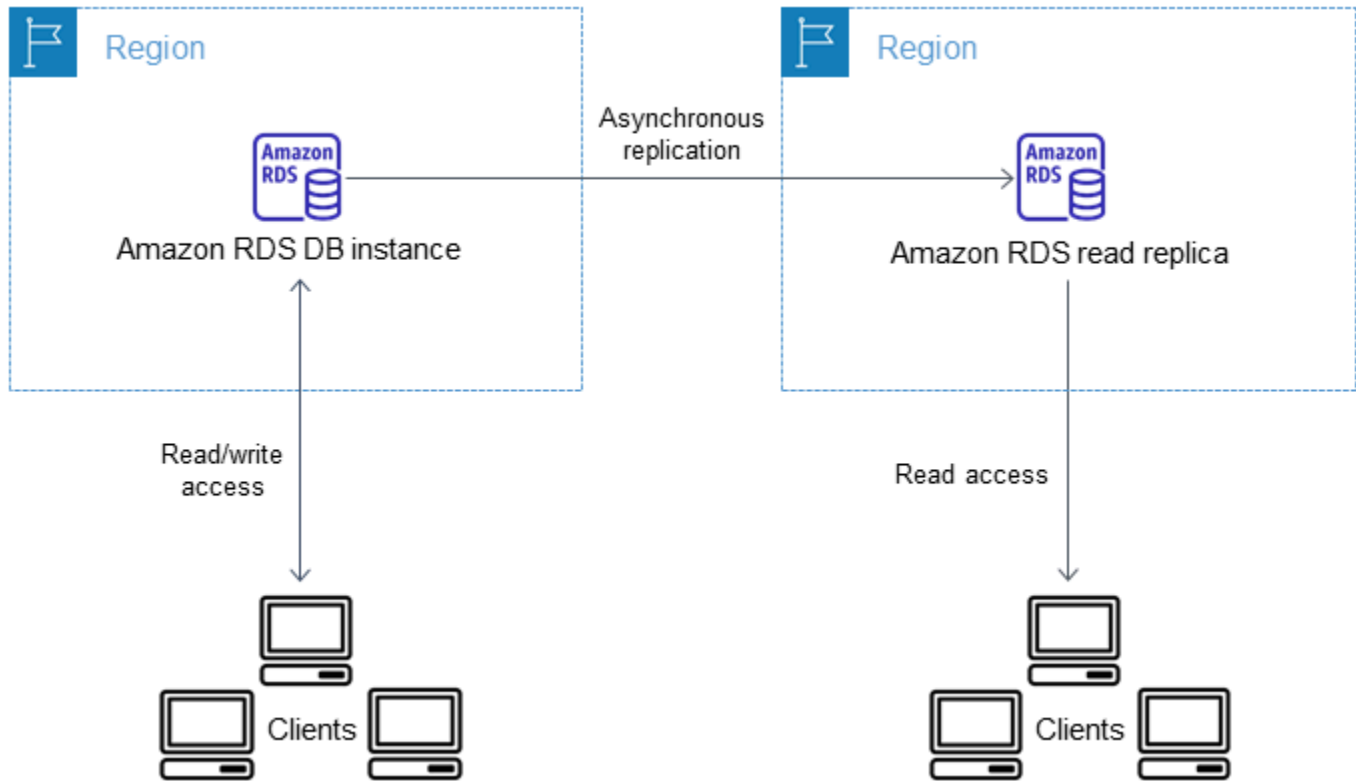 Region
Region
Asynchronous
replication
Amazon
RDS
Amazon
RDS
Amazon RDS DB instance
Amazon RDS read replica
Read/write
access
Read access
Clients
Clients